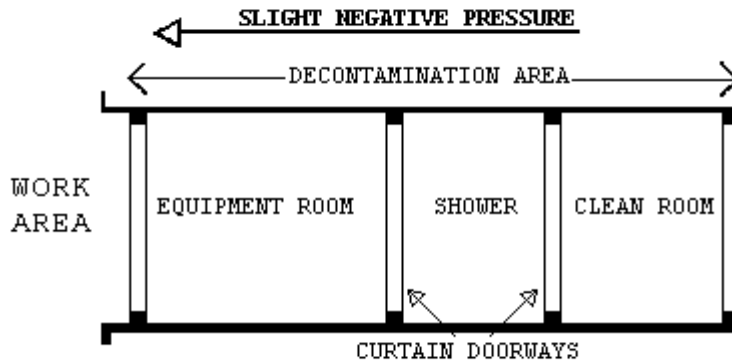 SLIGHT NEGATIVE PRESSURE
DECONTAMINATION AREA
WORK
AREA
EQUIPMENT ROOM
SHOWER
CLEAN ROOM
CURTAIN DOORWAYS